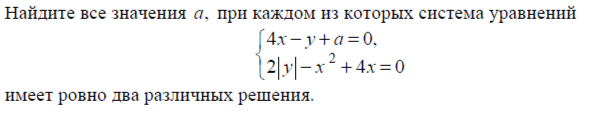 Найдите все значения a, при каждом из которых система уравнений
4x − y + a = 0,
2|y| − x² + 4x = 0
имеет ровно два различных решения.